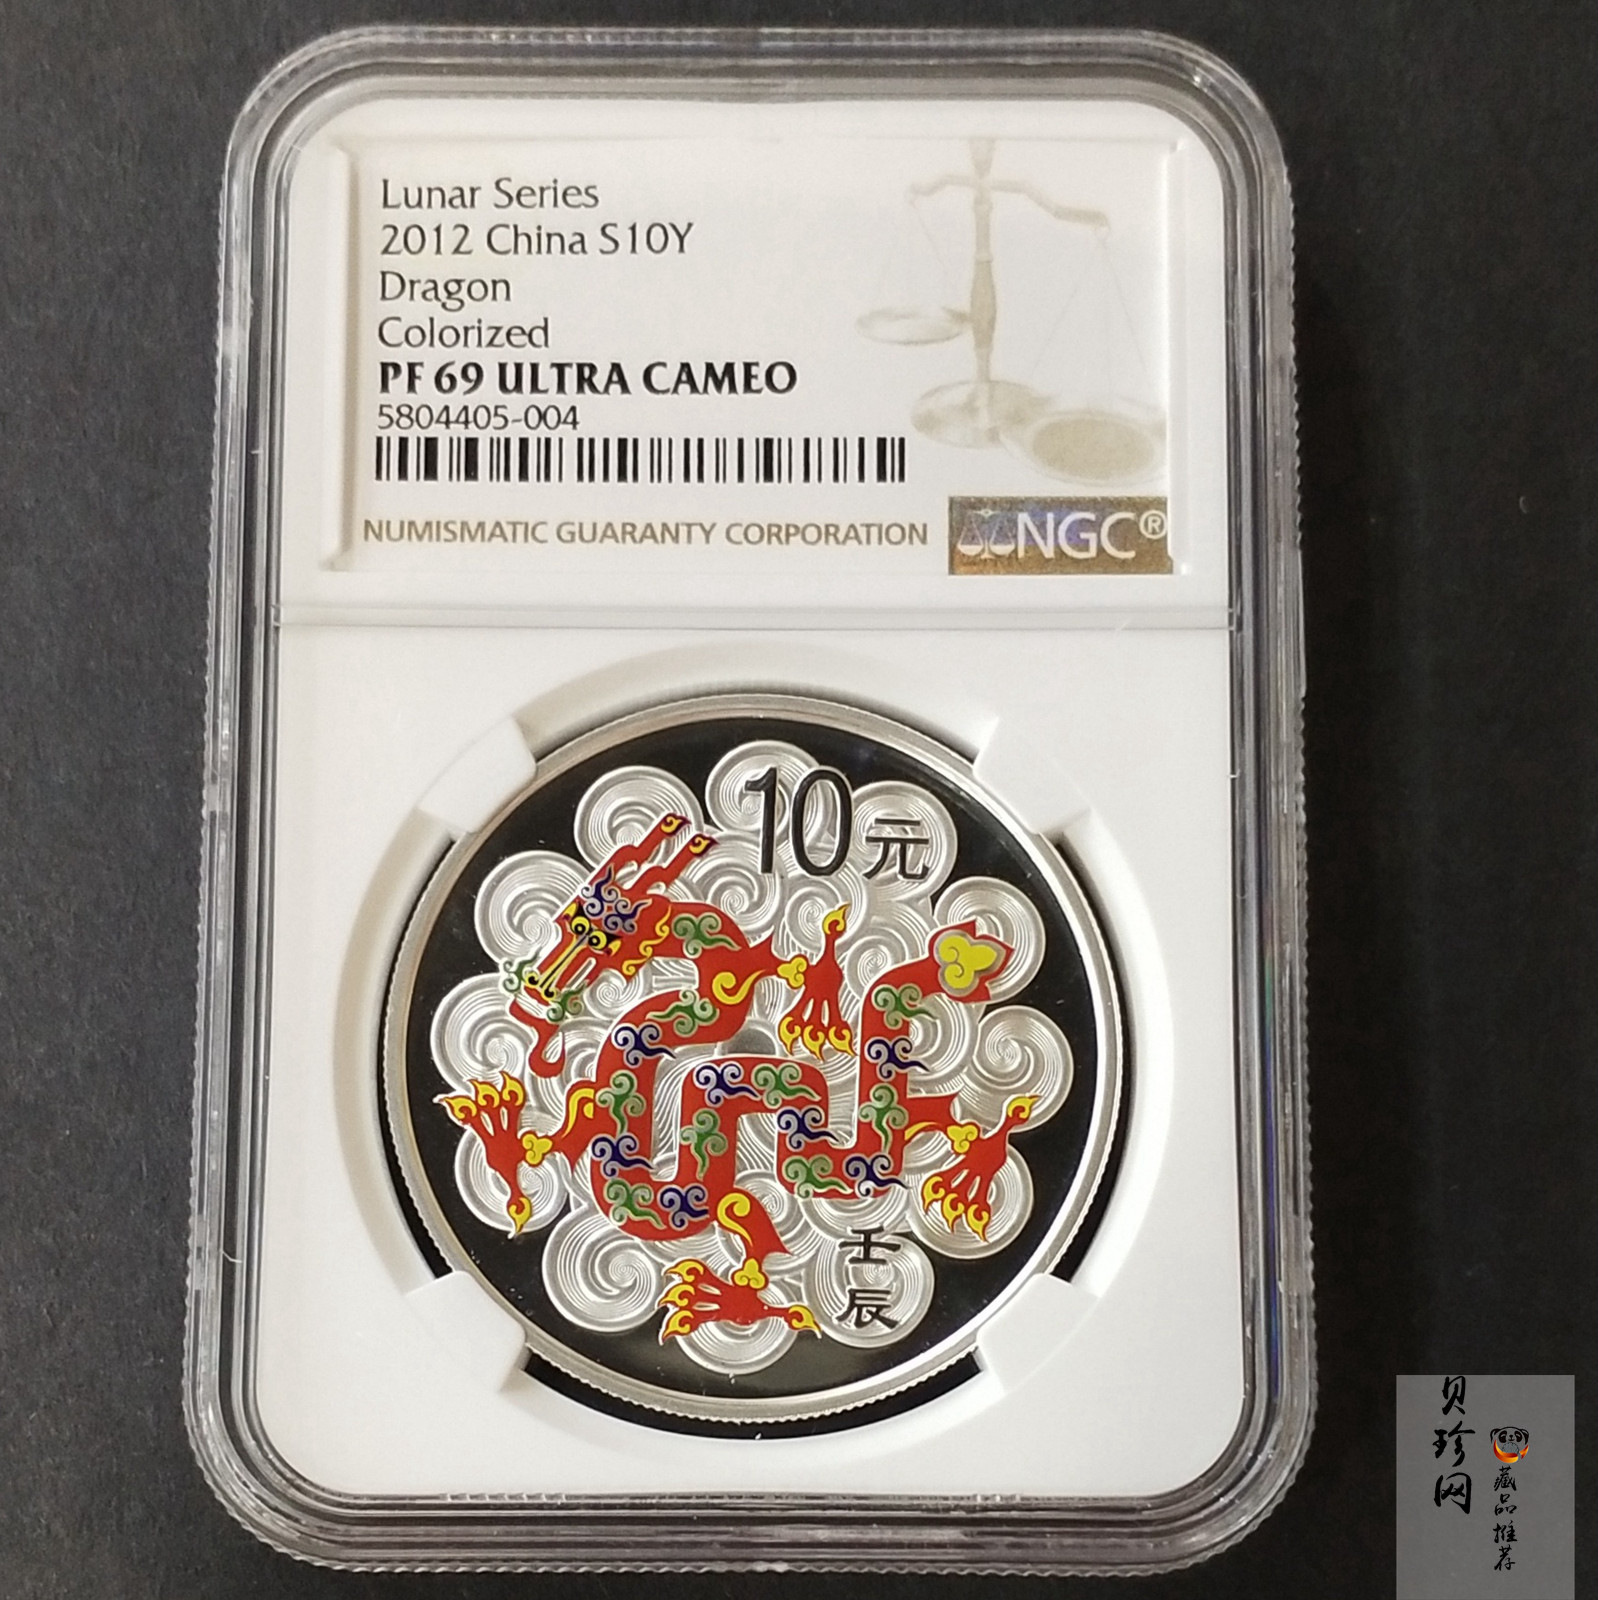 Lunar Series
2012 China S10Y
Dragon
Colorized
PF 69 ULTRA CAMEO
5804405-004
NUMISMATIC GUARANTY CORPORATION
NGC®
10元
壬辰
贝珍网
藏品推荐